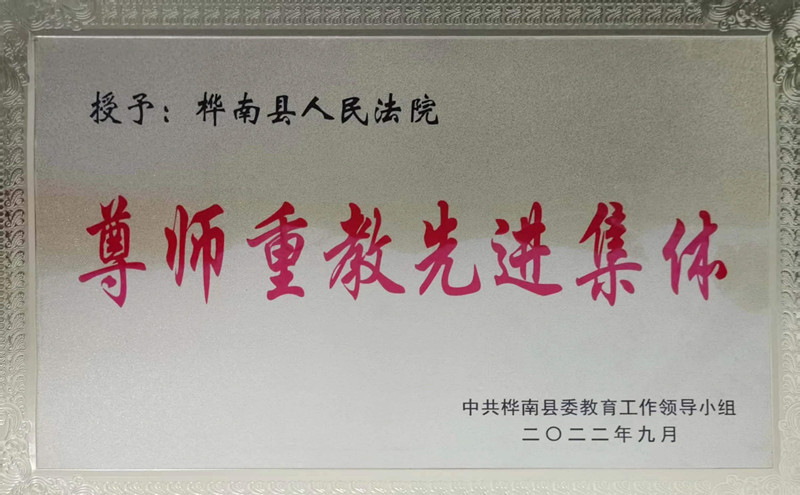 授予：桦南县人民法院
尊师重教先进集体
中共桦南县委教育工作领导小组
二〇二二年九月